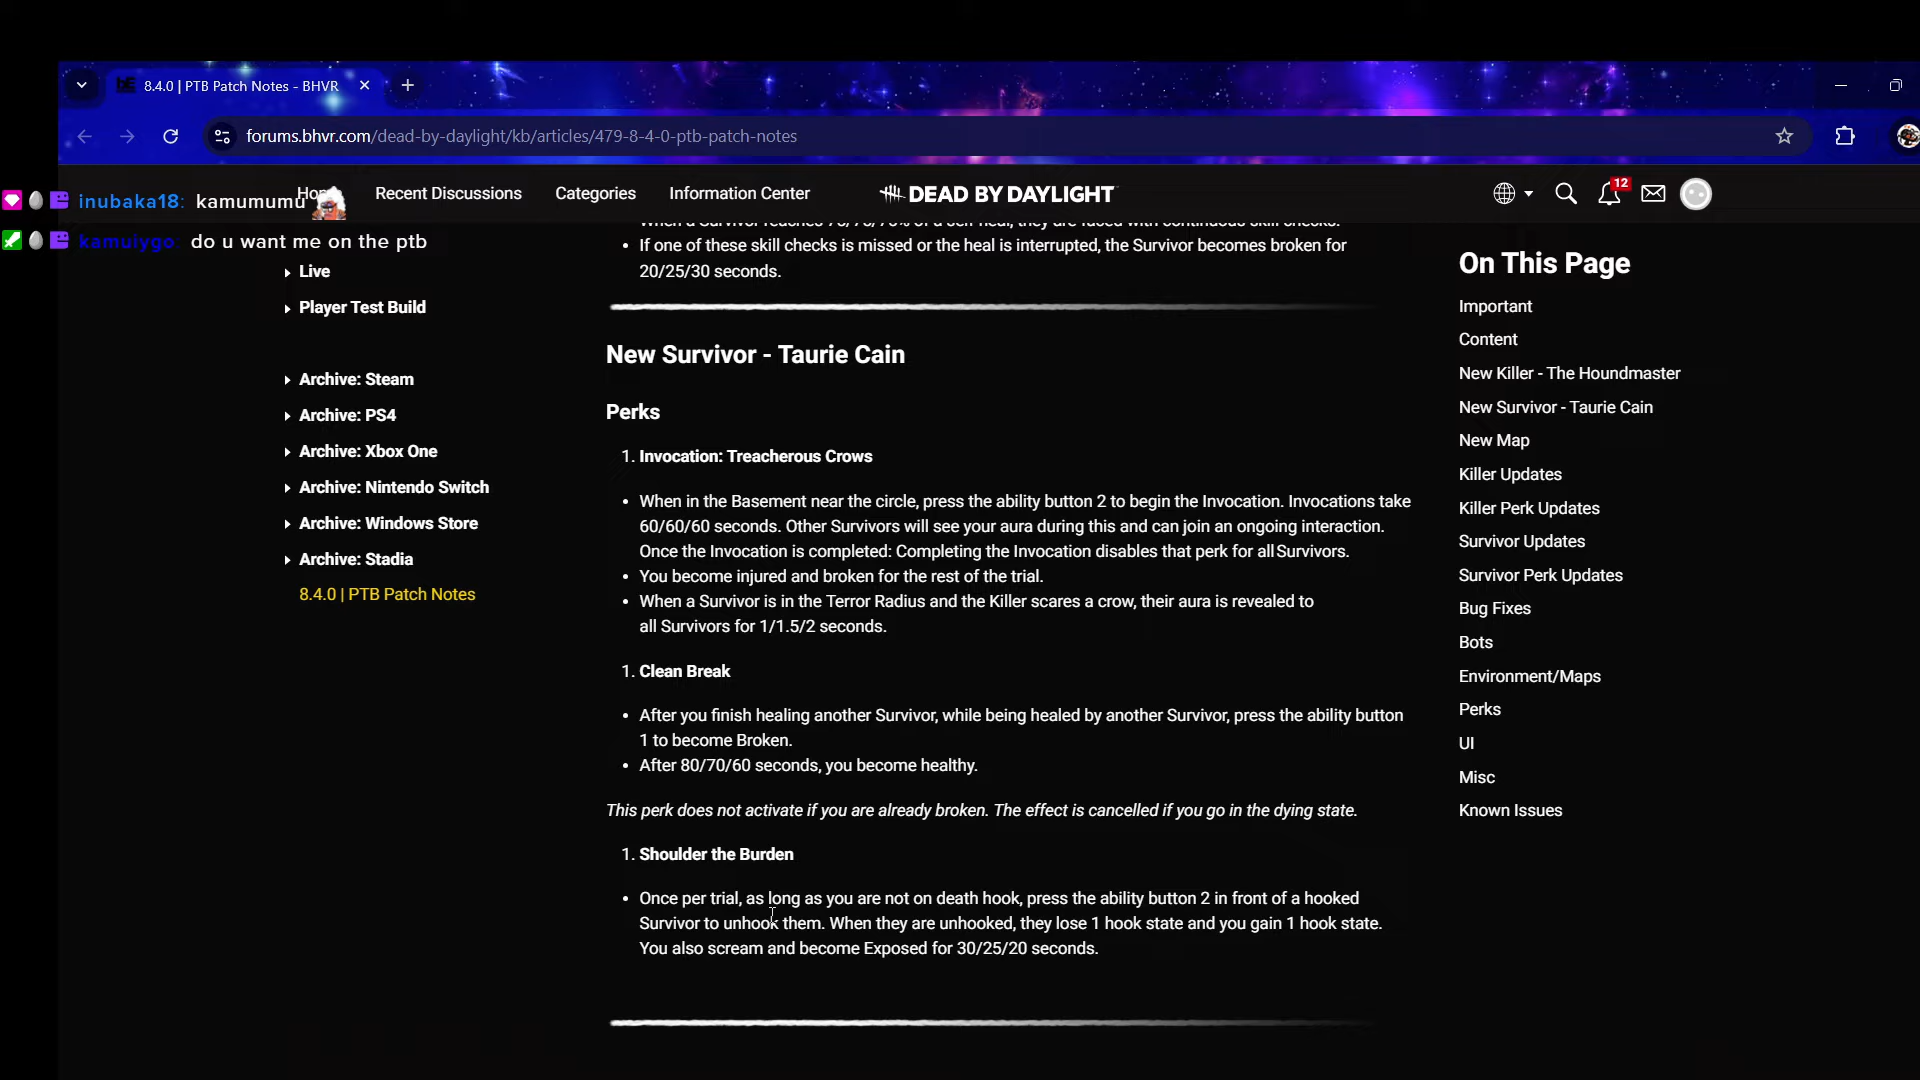 8.4.0 | PTB Patch Notes - BHVR
forums.bhvr.com/dead-by-daylight/kb/articles/479-8-4-0-ptb-patch-notes
Home
Recent Discussions
Categories
Information Center
DEAD BY DAYLIGHT
12
inubaka18: kamumumu
kamuiygo: do u want me on the ptb
Live
Player Test Build
Archive: Steam
Archive: PS4
Archive: Xbox One
Archive: Nintendo Switch
Archive: Windows Store
Archive: Stadia
8.4.0 | PTB Patch Notes
When a Survivor reaches 70/75/75% of a self-heal, they are faced with continuous skill checks.
• If one of these skill checks is missed or the heal is interrupted, the Survivor becomes broken for
20/25/30 seconds.
New Survivor - Taurie Cain
Perks
1. Invocation: Treacherous Crows
• When in the Basement near the circle, press the ability button 2 to begin the Invocation. Invocations take
60/60/60 seconds. Other Survivors will see your aura during this and can join an ongoing interaction.
Once the Invocation is completed: Completing the Invocation disables that perk for all Survivors.
• You become injured and broken for the rest of the trial.
• When a Survivor is in the Terror Radius and the Killer scares a crow, their aura is revealed to
all Survivors for 1/1.5/2 seconds.
1. Clean Break
• After you finish healing another Survivor, while being healed by another Survivor, press the ability button
1 to become Broken.
• After 80/70/60 seconds, you become healthy.
This perk does not activate if you are already broken. The effect is cancelled if you go in the dying state.
1. Shoulder the Burden
• Once per trial, as long as you are not on death hook, press the ability button 2 in front of a hooked
Survivor to unhook them. When they are unhooked, they lose 1 hook state and you gain 1 hook state.
You also scream and become Exposed for 30/25/20 seconds.
On This Page
Important
Content
New Killer - The Houndmaster
New Survivor - Taurie Cain
New Map
Killer Updates
Killer Perk Updates
Survivor Updates
Survivor Perk Updates
Bug Fixes
Bots
Environment/Maps
Perks
UI
Misc
Known Issues